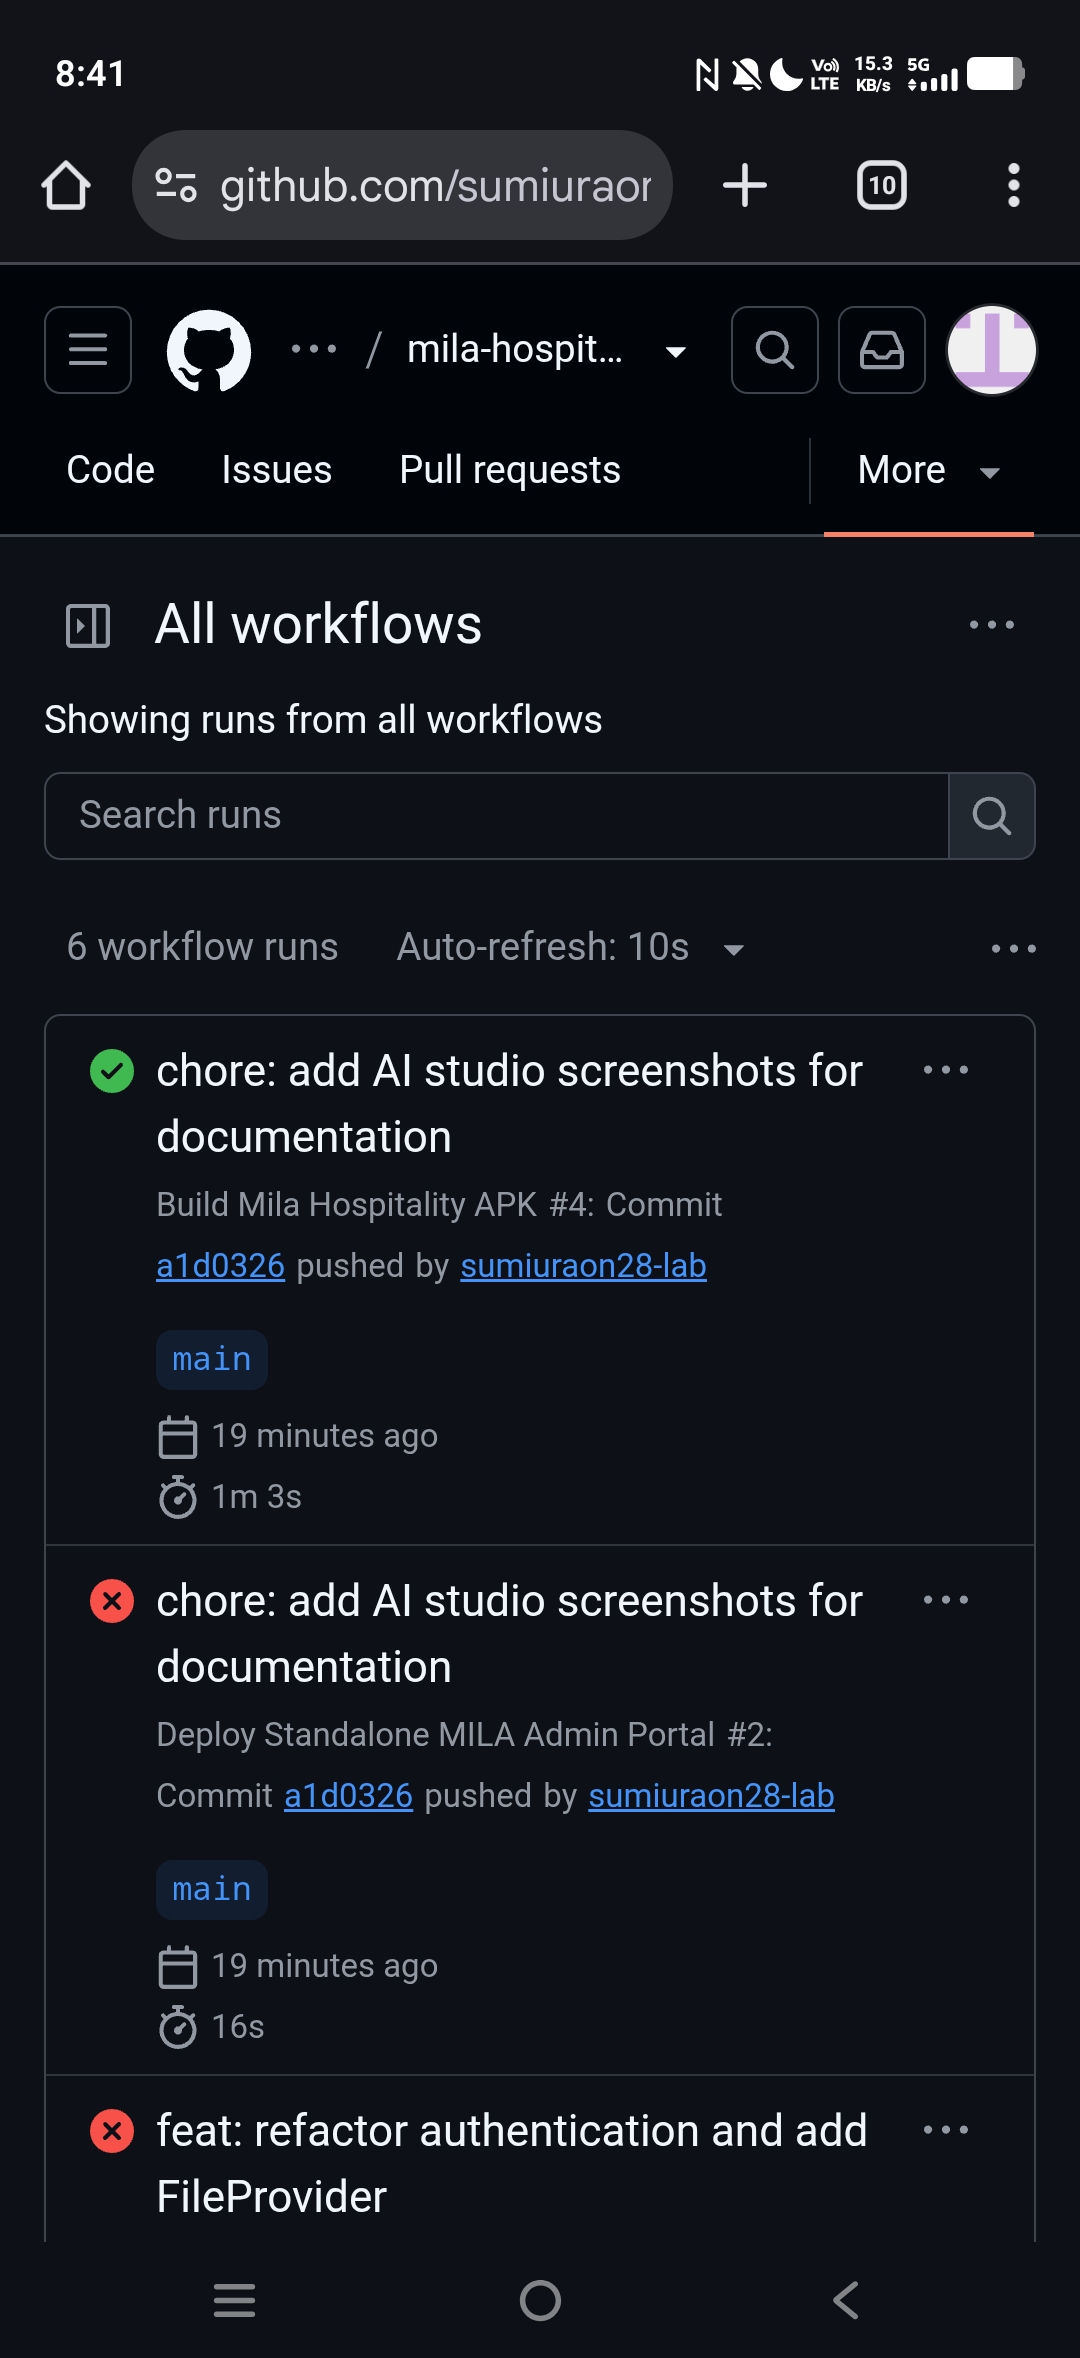 8:41
Vo)) LTE
15.3 KB/s
5G
github.com/sumiuraor
10
/ mila-hospit...
Code Issues Pull requests More
All workflows
Showing runs from all workflows
Search runs
6 workflow runs Auto-refresh: 10s
chore: add AI studio screenshots for
documentation
Build Mila Hospitality APK #4: Commit
a1d0326 pushed by sumiuraon28-lab
main
19 minutes ago
1m 3s
chore: add AI studio screenshots for
documentation
Deploy Standalone MILA Admin Portal #2:
Commit a1d0326 pushed by sumiuraon28-lab
main
19 minutes ago
16s
feat: refactor authentication and add
FileProvider